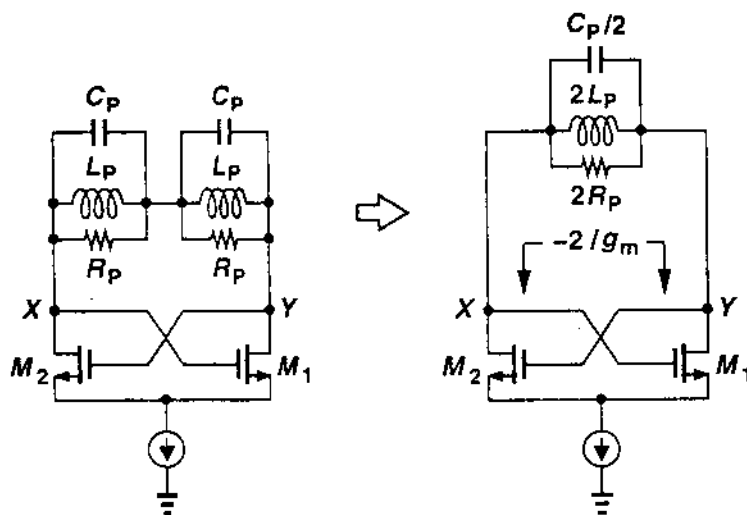 C_P C_P
L_P L_P
R_P R_P
X Y
M_2 M_1
C_P/2
2L_P
2R_P
-2/g_m
X Y
M_2 M_1